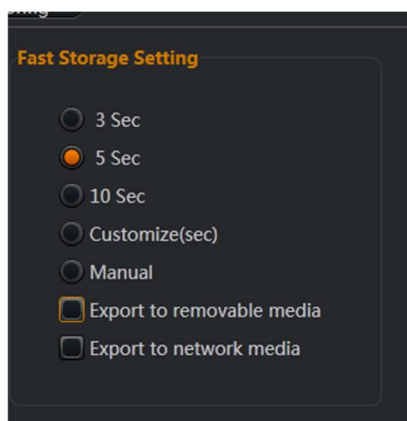 Fast Storage Setting
3 Sec
5 Sec
10 Sec
Customize(sec)
Manual
Export to removable media
Export to network media